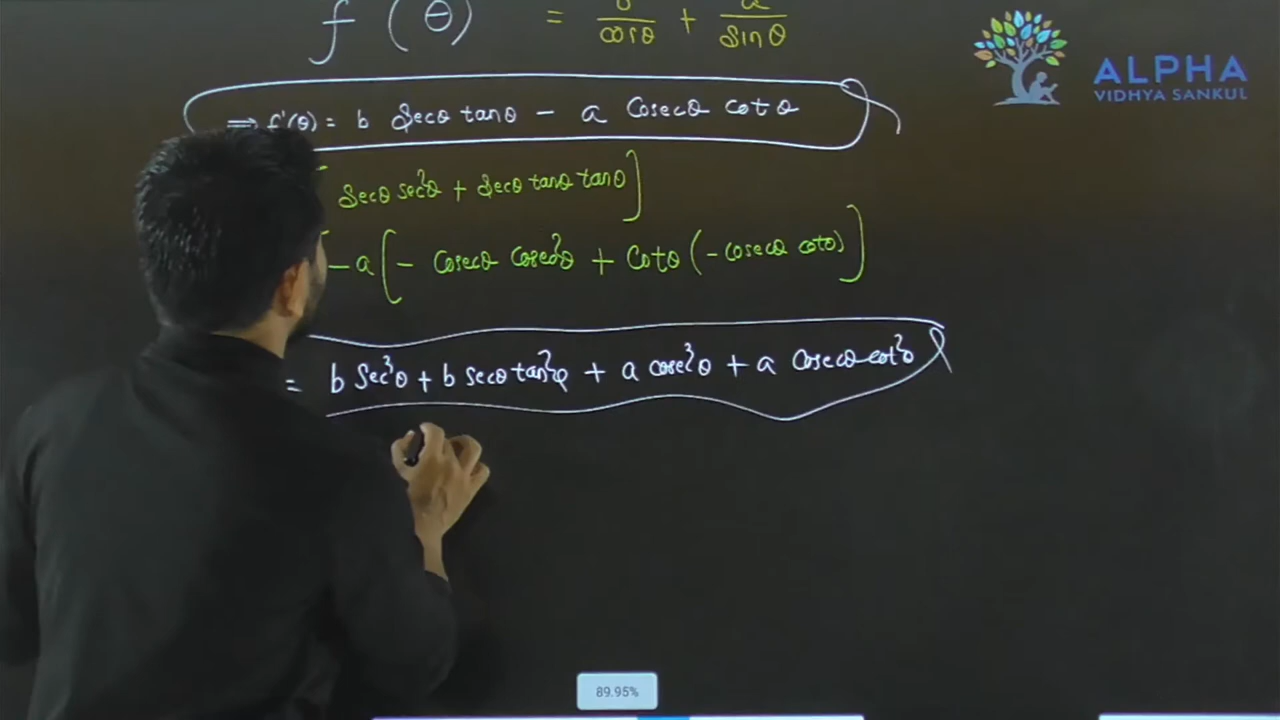 f (θ) = b/cosθ + a/sinθ
ALPHA
VIDHYA SANKUL
⇒ f'(θ) = b Secθ tanθ − a Cosecθ cotθ
[Secθ sec²θ + Secθ tanθ tanθ]
−a[− Cosecθ Cosec²θ + Cotθ (−cosecθ cotθ)]
= b Sec³θ + b secθ tan²θ + a cosec³θ + a Cosecθ cot²θ
89.95%